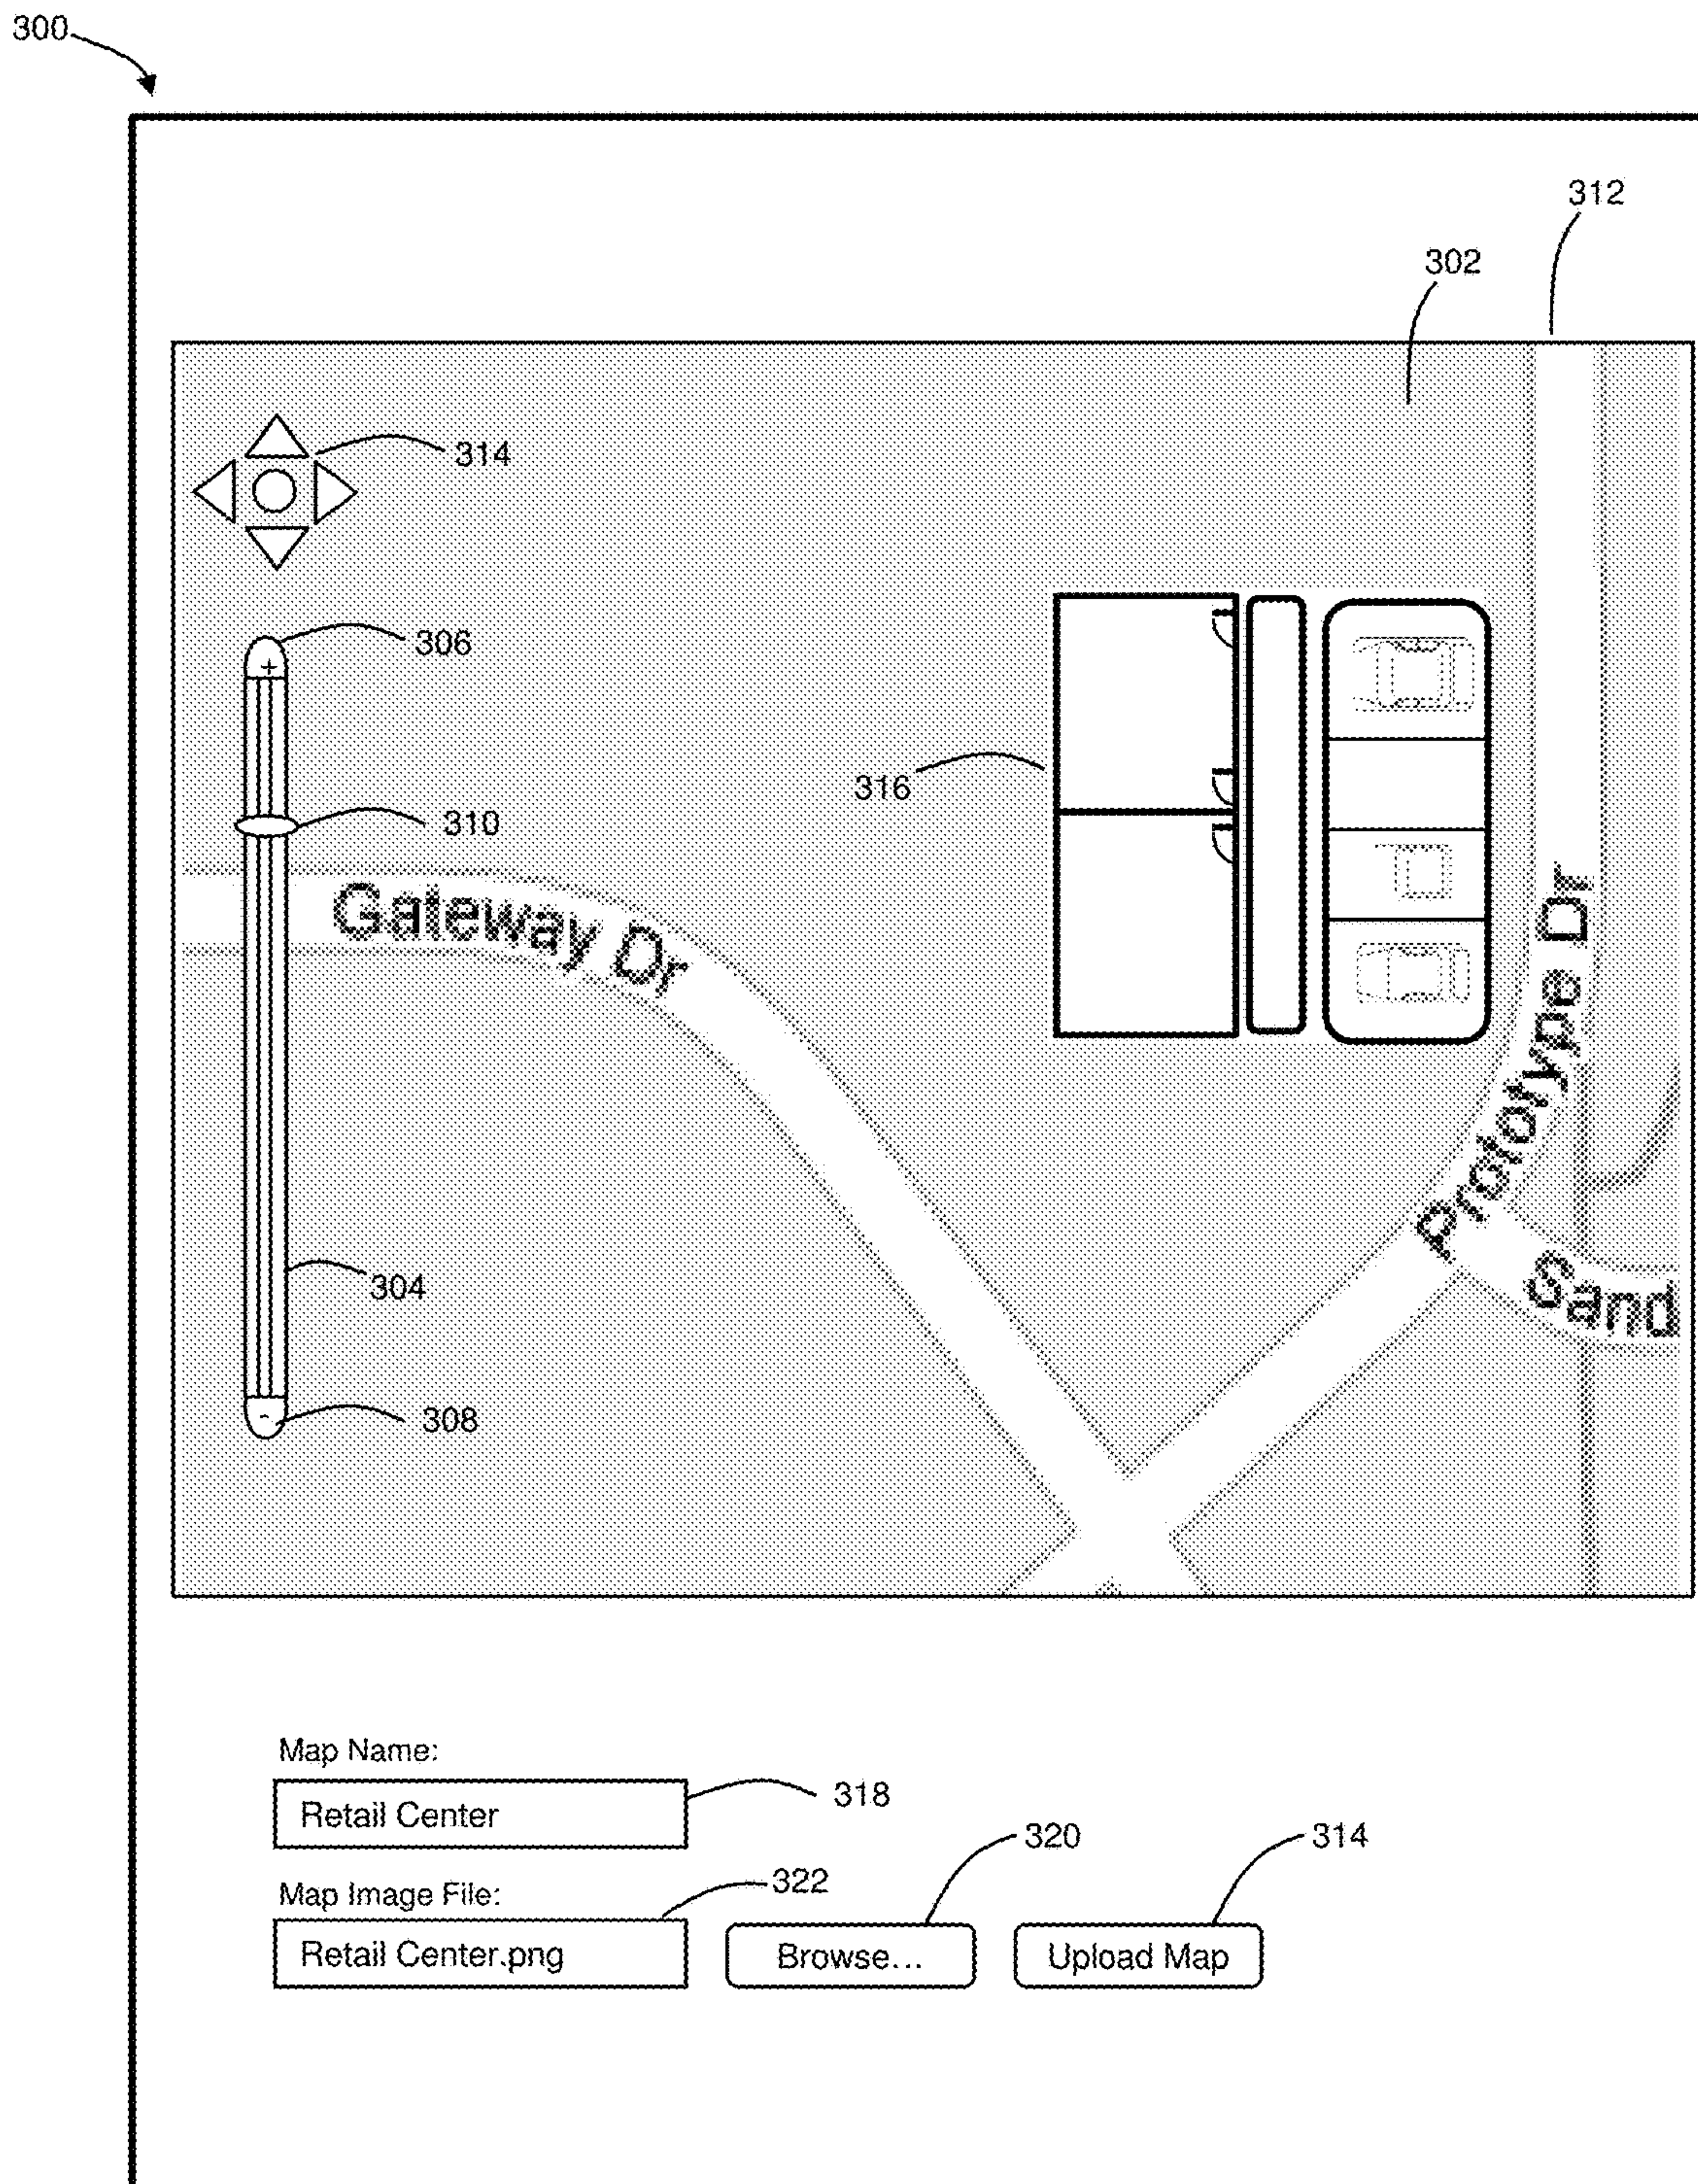 300
312
302
314
306
316
310
Gateway Dr
Prototype Dr
304
Sand
308
+
-
Map Name:
Retail Center
318
320
314
Map Image File:
322
Retail Center.png
Browse...
Upload Map